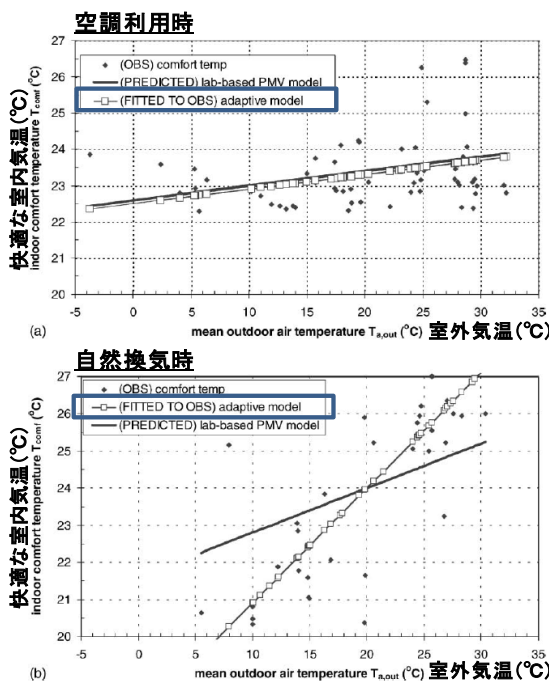 空調利用時
27
26
25
24
23
22
21
20
快適な室内気温(℃)
indoor comfort temperature Tcomf (°C)
(OBS) comfort temp
(PREDICTED) lab-based PMV model
(FITTED TO OBS) adaptive model
-5 0 5 10 15 20 25 30 35
(a) mean outdoor air temperature Ta,out (°C) 室外気温(℃)
自然換気時
27
26
25
24
23
22
21
20
快適な室内気温(℃)
indoor comfort temperature Tcomf (°C)
(OBS) comfort temp
(FITTED TO OBS) adaptive model
(PREDICTED) lab-based PMV model
-5 0 5 10 15 20 25 30 35
(b) mean outdoor air temperature Ta,out (°C) 室外気温(℃)